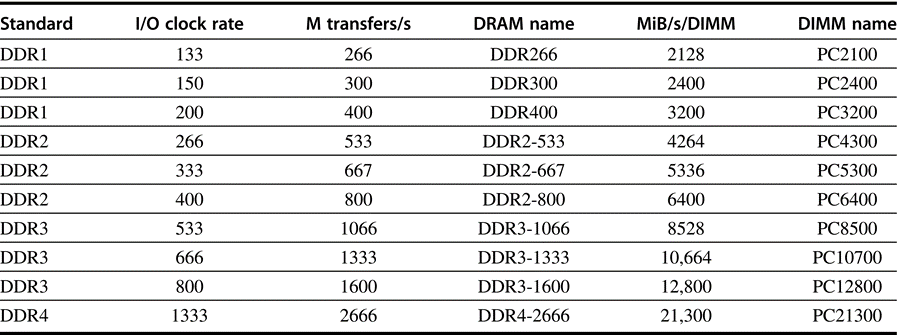 Standard I/O clock rate M transfers/s DRAM name MiB/s/DIMM DIMM name
DDR1 133 266 DDR266 2128 PC2100
DDR1 150 300 DDR300 2400 PC2400
DDR1 200 400 DDR400 3200 PC3200
DDR2 266 533 DDR2-533 4264 PC4300
DDR2 333 667 DDR2-667 5336 PC5300
DDR2 400 800 DDR2-800 6400 PC6400
DDR3 533 1066 DDR3-1066 8528 PC8500
DDR3 666 1333 DDR3-1333 10,664 PC10700
DDR3 800 1600 DDR3-1600 12,800 PC12800
DDR4 1333 2666 DDR4-2666 21,300 PC21300